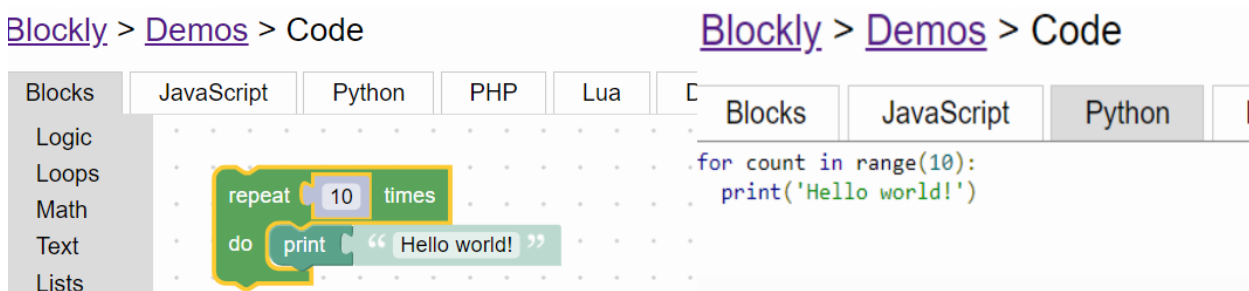 Blockly > Demos > Code
Blocks JavaScript Python PHP Lua
Logic
Loops
Math
Text
Lists
repeat 10 times
do print “ Hello world! ”
Blockly > Demos > Code
Blocks JavaScript Python
for count in range(10):
  print('Hello world!')